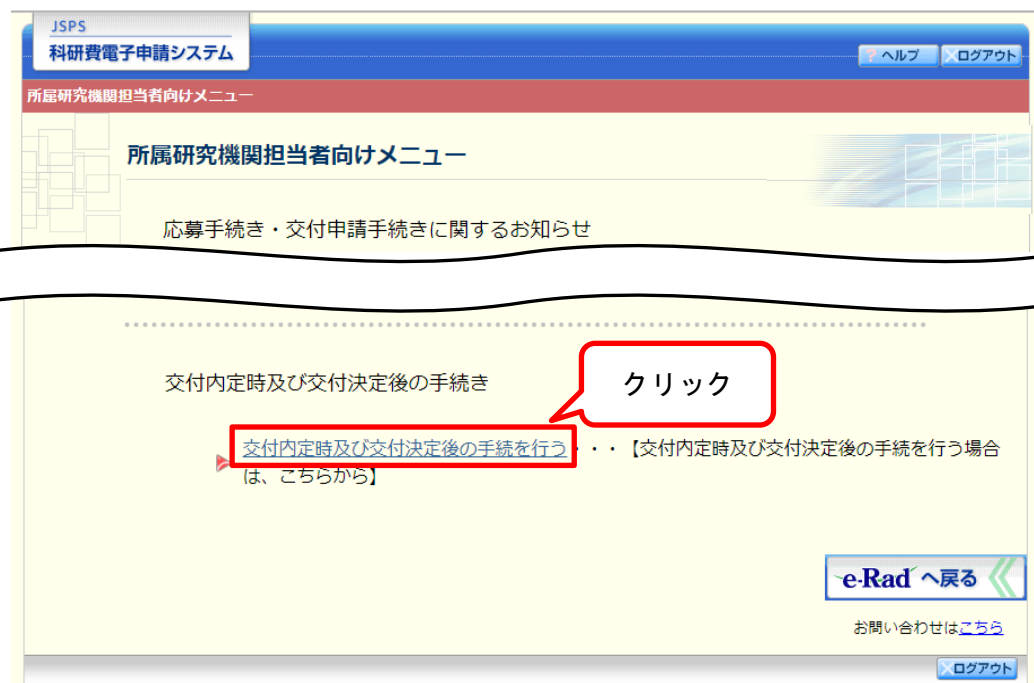 JSPS
科研費電子申請システム
? ヘルプ
ログアウト
所属研究機関担当者向けメニュー
所属研究機関担当者向けメニュー
応募手続き・交付申請手続きに関するお知らせ
交付内定時及び交付決定後の手続き
クリック
交付内定時及び交付決定後の手続を行う・・・【交付内定時及び交付決定後の手続を行う場合
は、こちらから】
e-Rad へ戻る
お問い合わせはこちら
ログアウト